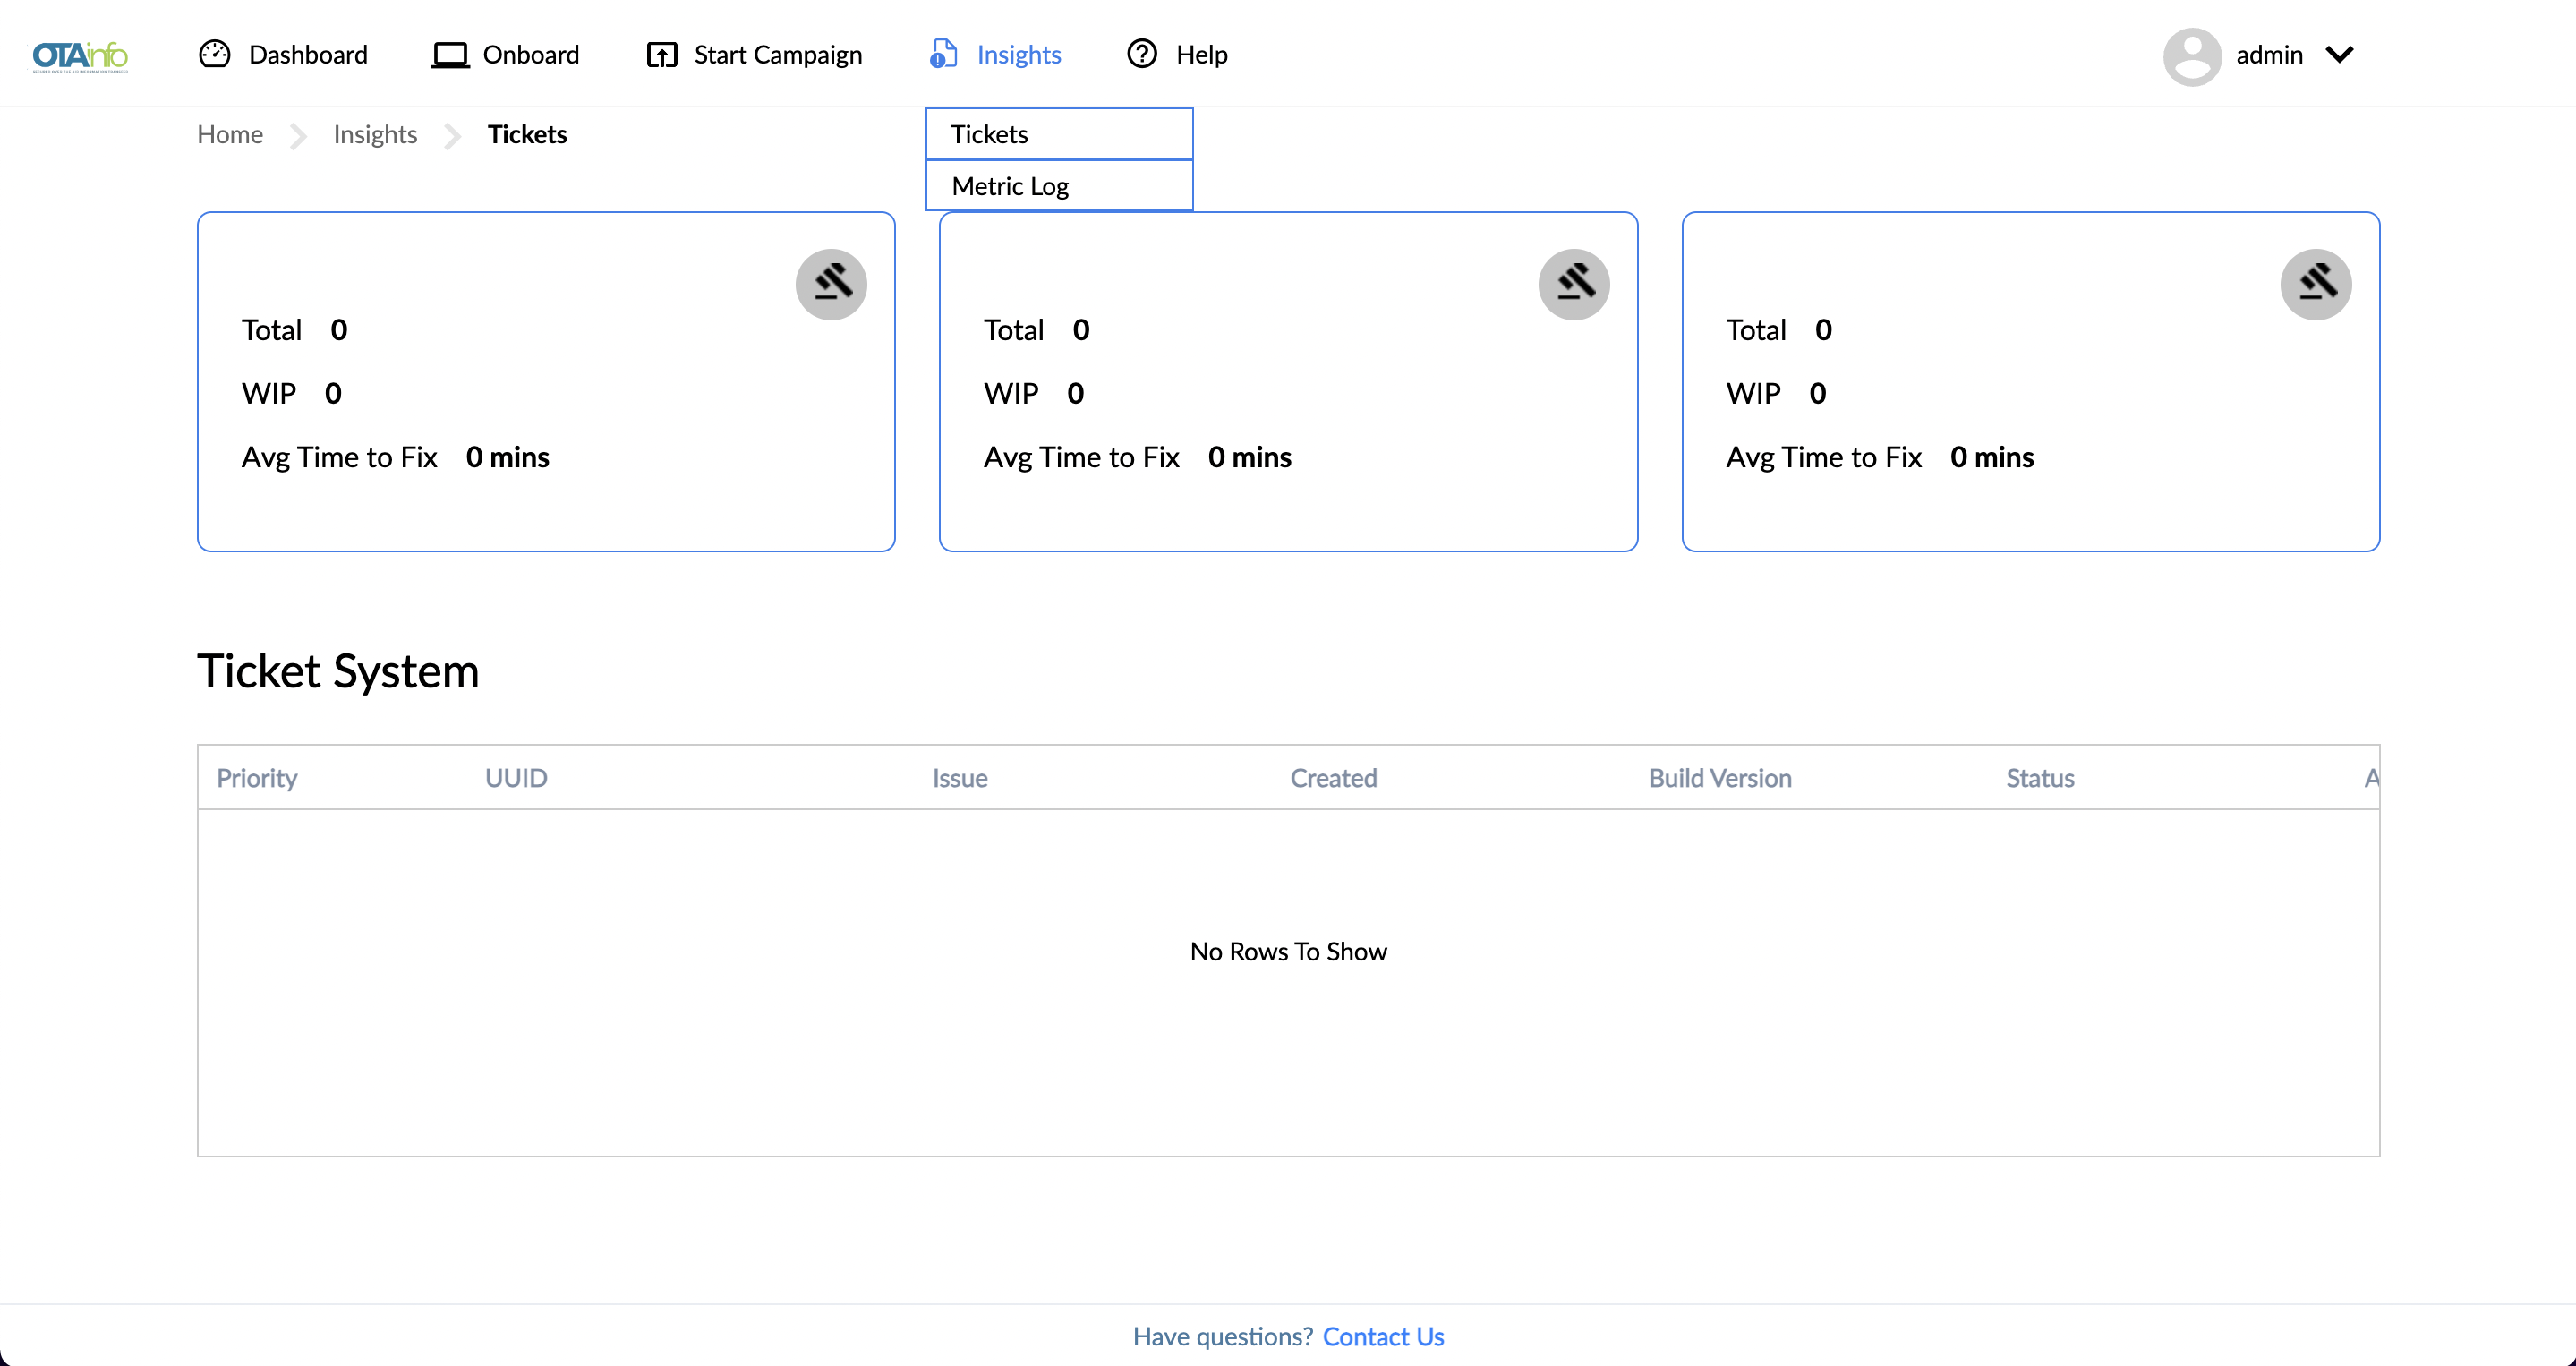 OTAinfo
Dashboard Onboard Start Campaign Insights Help admin
Home Insights Tickets
Tickets
Metric Log
Total 0
WIP 0
Avg Time to Fix 0 mins
Total 0
WIP 0
Avg Time to Fix 0 mins
Total 0
WIP 0
Avg Time to Fix 0 mins
Ticket System
Priority UUID Issue Created Build Version Status A
No Rows To Show
Have questions? Contact Us